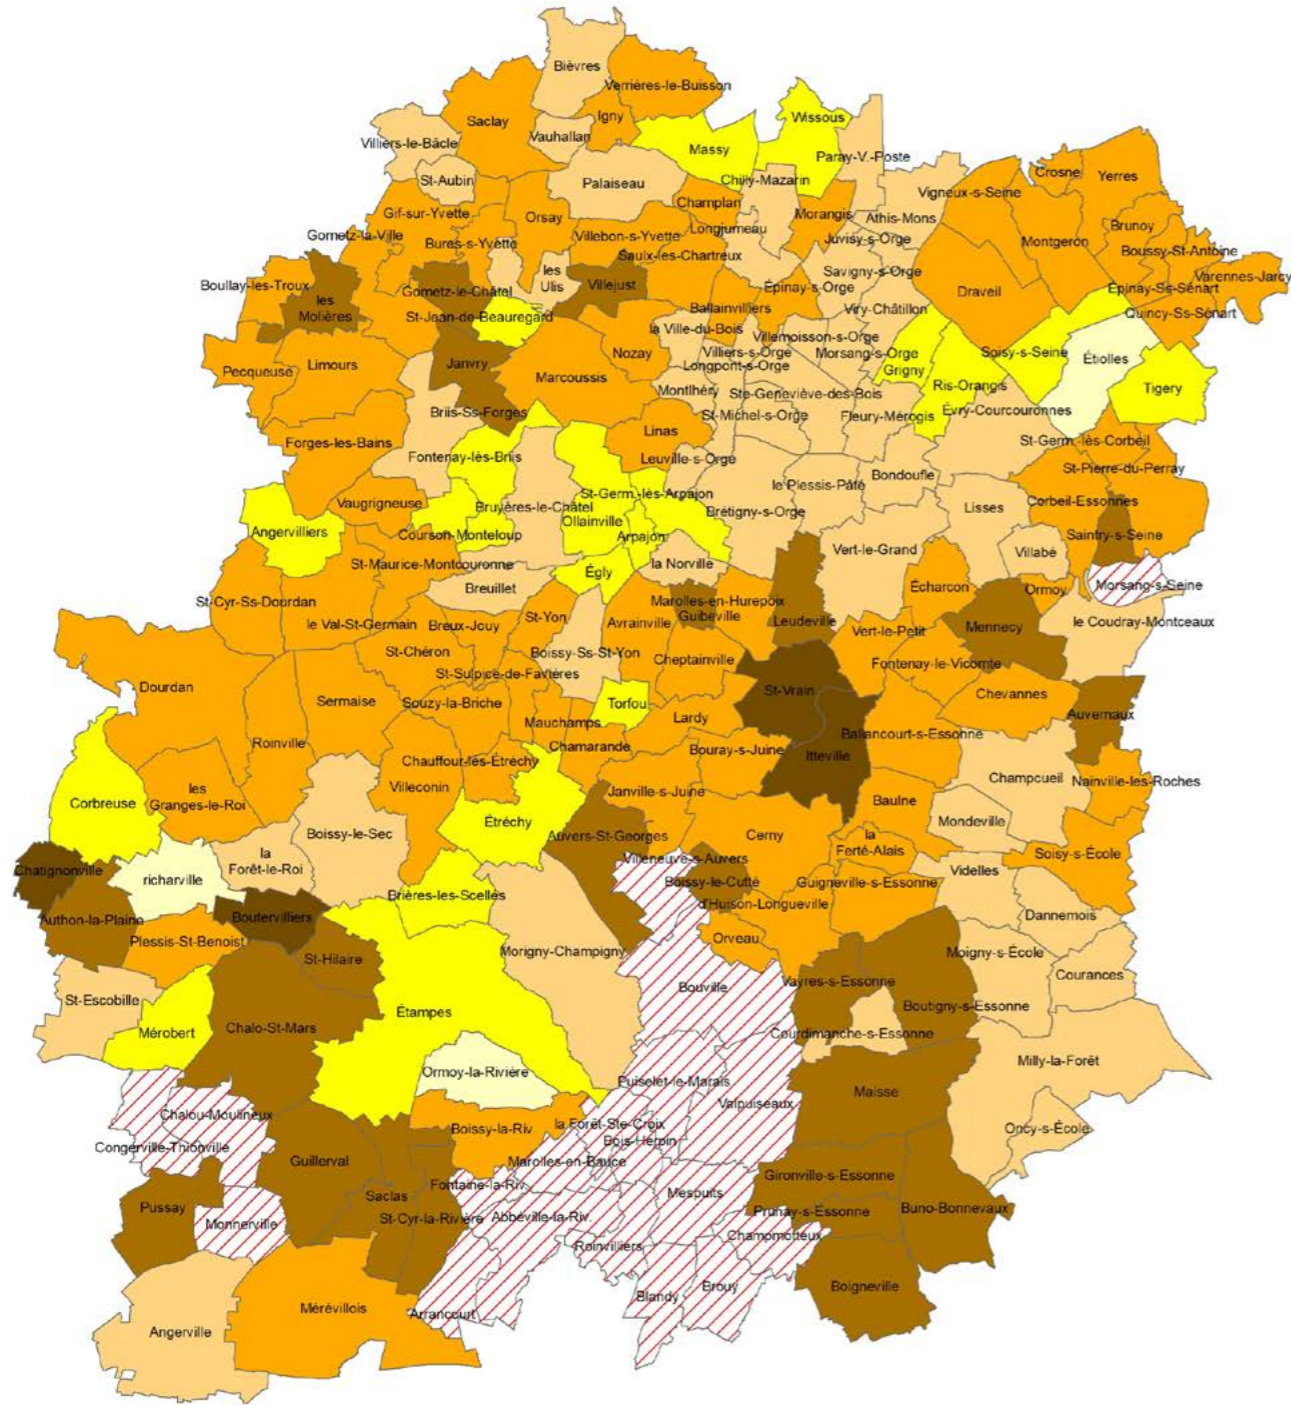 Bièvres
Verrières-le-Buisson
Igny
Wissous
Saclay
Vauhallan
Massy
Villiers-le-Bâcle
Paray-V.-Poste
St-Aubin
Palaiseau
Chilly-Mazarin
Crosne
Yerres
Vigneux-s-Seine
Champlan
Gif-sur-Yvette
Orsay
Morangis
Athis-Mons
Brunoy
Longjumeau
Gometz-la-Ville
Bures-s-Yvette
Villebon-s-Yvette
Juvisy-s-Orge
Montgeron
Boussy-St-Antoine
Saulx-les-Chartreux
les
Ulis
Savigny-s-Orge
Varennes-Jarcy
Boullay-les-Troux
Gometz-le-Châtel
Villejust
Épinay-s-Orge
Draveil
Épinay-Ss-Sénart
les
Molières
St-Jean-de-Beauregard
Ballainvilliers
Viry-Châtillon
Quincy-Ss-Sénart
la Ville-du-Bois
Villemoisson-s-Orge
Nozay
Villiers-s-Orge
Morsang-s-Orge
Soisy-s-Seine
Étiolles
Limours
Janvry
Longpont-s-Orge
Grigny
Pecqueuse
Marcoussis
Ris-Orangis
Tigery
Montlhéry
Ste-Geneviève-des-Bois
Briis-Ss-Forges
St-Michel-s-Orge
Fleury-Mérogis
Évry-Courcouronnes
Linas
Forges-les-Bains
St-Germ.-lès-Corbeil
Fontenay-lès-Briis
Leuville-s-Orge
St-Pierre-du-Perray
Bondoufle
le Plessis-Pâté
Vaugrigneuse
St-Germ.-lès-Arpajon
Corbeil-Essonnes
Bruyères-le-Châtel
Brétigny-s-Orge
Lisses
Ollainville
Angervilliers
Courson-Monteloup
Arpajon
Saintry-s-Seine
Vert-le-Grand
Villabé
St-Maurice-Montcouronne
Égly
la Norville
Breuillet
Écharcon
Ormoy
Morsang-s-Seine
St-Cyr-Ss-Dourdan
Marolles-en-Hurepoix
Guibeville
St-Yon
le Val-St-Germain
Breux-Jouy
Avrainville
Leudeville
Mennecy
le Coudray-Montceaux
Vert-le-Petit
St-Chéron
Boissy-Ss-St-Yon
Cheptainville
Fontenay-le-Vicomte
St-Sulpice-de-Favières
Dourdan
St-Vrain
Chevannes
Sermaise
Souzy-la-Briche
Torfou
Auvernaux
Mauchamps
Lardy
Roinville
Chamarande
Bouray-s-Juine
Ballancourt-s-Essonne
Itteville
Chauffour-lès-Étréchy
Champcueil
Nainville-les-Roches
les
Granges-le-Roi
Villeconin
Janville-s-Juine
Corbreuse
Baulne
Étréchy
Mondeville
Boissy-le-Sec
Auvers-St-Georges
Cerny
la
Ferté-Alais
Soisy-s-École
la
Forêt-le-Roi
Villeneuve-s-Auvers
Chatignonville
Videlles
richarville
Boissy-le-Cutté
Guigneville-s-Essonne
Brières-les-Scellés
d'Huison-Longueville
Authon-la-Plaine
Boutervilliers
Dannemois
Plessis-St-Benoist
Orveau
St-Hilaire
Morigny-Champigny
Moigny-s-École
Courances
Vayres-s-Essonne
Bouville
St-Escobille
Boutigny-s-Essonne
Étampes
Chalo-St-Mars
Courdimanche-s-Essonne
Mérobert
Milly-la-Forêt
Ormoy-la-Rivière
Puiselet-le-Marais
Maisse
Valpuiseaux
Chalou-Moulineux
la Forêt-Ste-Croix
Boissy-la-Riv.
Oncy-s-École
Congerville-Thionville
Bois-Herpin
Guillerval
Marolles-en-Bauce
Gironville-s-Essonne
Fontaine-la-Riv.
Saclas
Mespuits
Pussay
Prunay-s-Essonne
Buno-Bonnevaux
St-Cyr-la-Rivière
Abbéville-la-Riv.
Monnerville
Champmotteux
Roinvilliers
Brouy
Boigneville
Blandy
Mérévillois
Arrancourt
Angerville